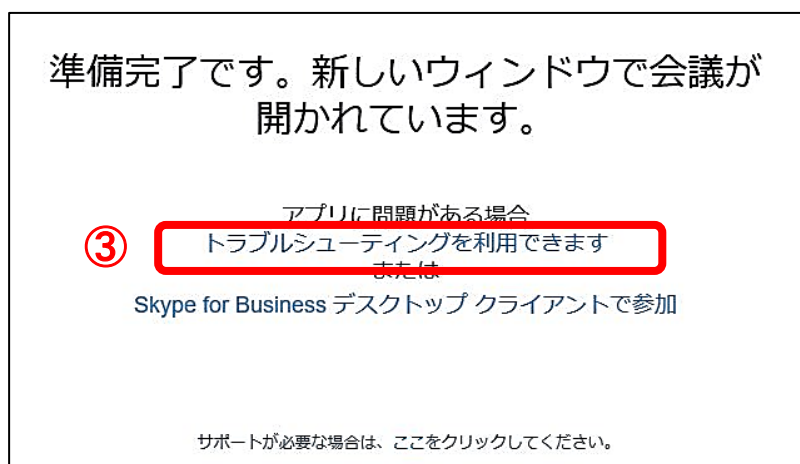 準備完了です。新しいウィンドウで会議が
開かれています。
アプリに問題がある場合
③
トラブルシューティングを利用できます
または
Skype for Business デスクトップ クライアントで参加
サポートが必要な場合は、ここをクリックしてください。